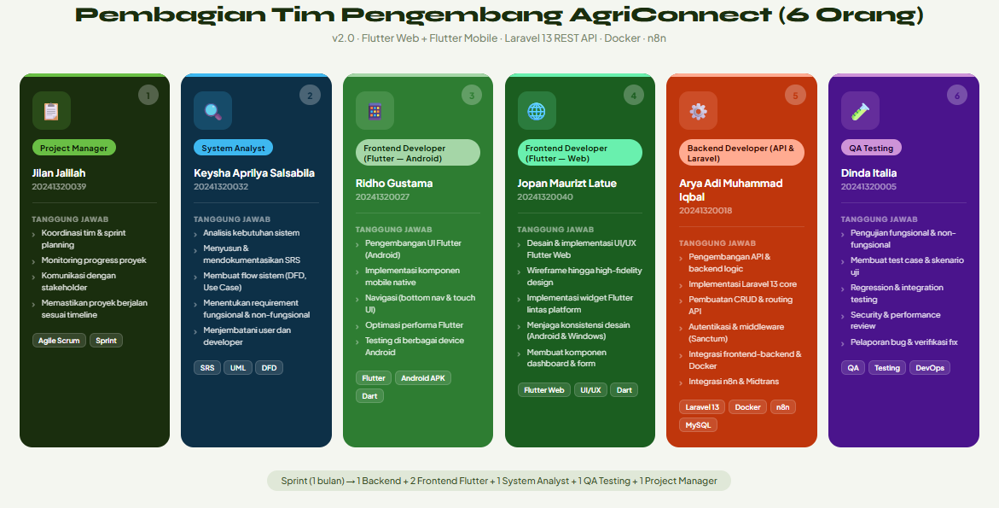 Pembagian Tim Pengembang AgriConnect (6 Orang)
v2.0 · Flutter Web + Flutter Mobile · Laravel 13 REST API · Docker · n8n
1
Project Manager
Jilan Jalilah
20241320039
TANGGUNG JAWAB
› Koordinasi tim & sprint
planning
› Monitoring progress proyek
› Komunikasi dengan
stakeholder
› Memastikan proyek berjalan
sesuai timeline
Agile Scrum
Sprint
2
System Analyst
Keysha Aprilya Salsabila
20241320032
TANGGUNG JAWAB
› Analisis kebutuhan sistem
› Menyusun &
mendokumentasikan SRS
› Membuat flow sistem (DFD,
Use Case)
› Menentukan requirement
fungsional & non-fungsional
› Menjembatani user dan
developer
SRS
UML
DFD
3
Frontend Developer
(Flutter — Android)
Ridho Gustama
20241320027
TANGGUNG JAWAB
› Pengembangan UI Flutter
(Android)
› Implementasi komponen
mobile native
› Navigasi (bottom nav & touch
UI)
› Optimasi performa Flutter
› Testing di berbagai device
Android
Flutter
Android APK
Dart
4
Frontend Developer
(Flutter — Web)
Jopan Maurizt Latue
20241320040
TANGGUNG JAWAB
› Desain & implementasi UI/UX
Flutter Web
› Wireframe hingga high-fidelity
design
› Implementasi widget Flutter
lintas platform
› Menjaga konsistensi desain
(Android & Windows)
› Membuat komponen
dashboard & form
Flutter Web
UI/UX
Dart
5
Backend Developer (API &
Laravel)
Arya Adi Muhammad
Iqbal
20241320018
TANGGUNG JAWAB
› Pengembangan API &
backend logic
› Implementasi Laravel 13 core
› Pembuatan CRUD & routing
API
› Autentikasi & middleware
(Sanctum)
› Integrasi frontend-backend &
Docker
› Integrasi n8n & Midtrans
Laravel 13
Docker
n8n
MySQL
6
QA Testing
Dinda Italia
20241320005
TANGGUNG JAWAB
› Pengujian fungsional & non-
fungsional
› Membuat test case & skenario
uji
› Regression & integration
testing
› Security & performance
review
› Pelaporan bug & verifikasi fix
QA
Testing
DevOps
Sprint (1 bulan) → 1 Backend + 2 Frontend Flutter + 1 System Analyst + 1 QA Testing + 1 Project Manager